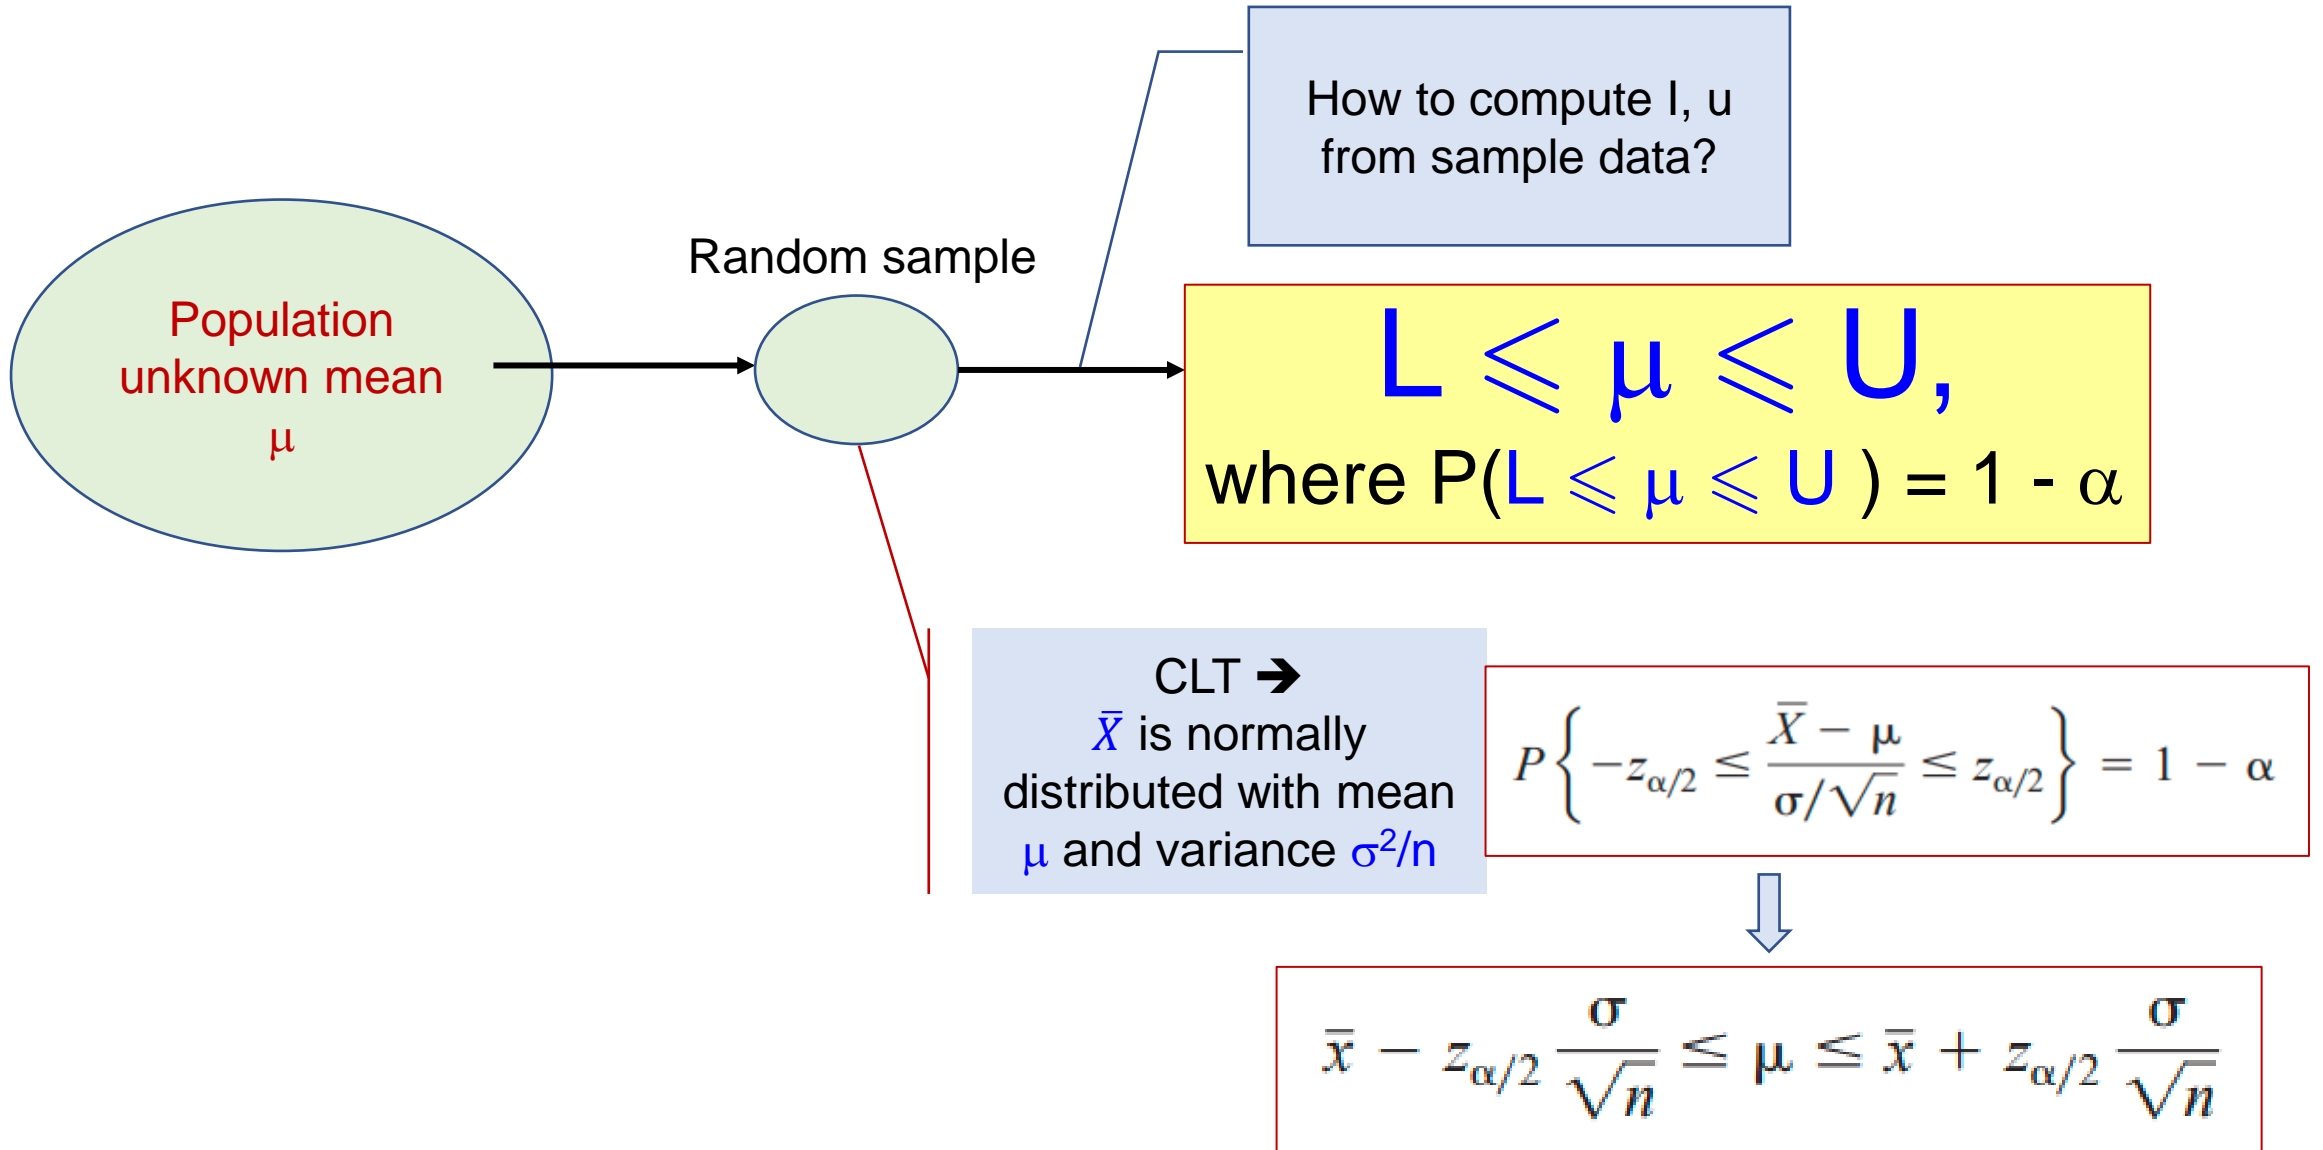 How to compute l, u
from sample data?
Random sample
Population
unknown mean
μ
L ⩽ μ ⩽ U,
where P(L ⩽ μ ⩽ U ) = 1 - α
CLT ➔
X̅ is normally
distributed with mean
μ and variance σ²/n
P{−z_{α/2} ≤ (X̅ − μ)/(σ/√n) ≤ z_{α/2}} = 1 − α
x̅ − z_{α/2} σ/√n ≤ μ ≤ x̅ + z_{α/2} σ/√n